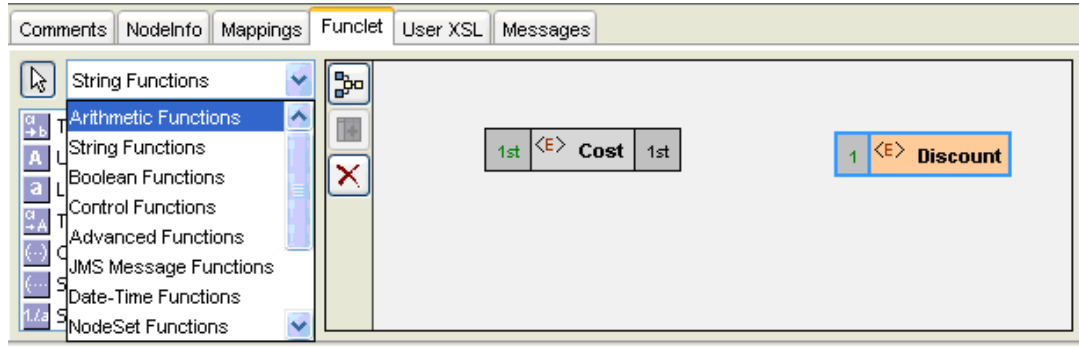 Comments NodeInfo Mappings Funclet User XSL Messages
String Functions
Arithmetic Functions
String Functions
Boolean Functions
Control Functions
Advanced Functions
JMS Message Functions
Date-Time Functions
NodeSet Functions
1st <E> Cost 1st
1 <E> Discount